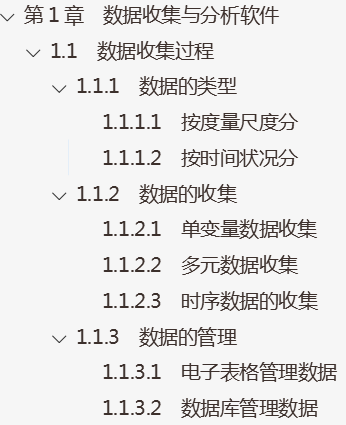 第 1 章 数据收集与分析软件
1.1 数据收集过程
1.1.1 数据的类型
1.1.1.1 按度量尺度分
1.1.1.2 按时间状况分
1.1.2 数据的收集
1.1.2.1 单变量数据收集
1.1.2.2 多元数据收集
1.1.2.3 时序数据的收集
1.1.3 数据的管理
1.1.3.1 电子表格管理数据
1.1.3.2 数据库管理数据